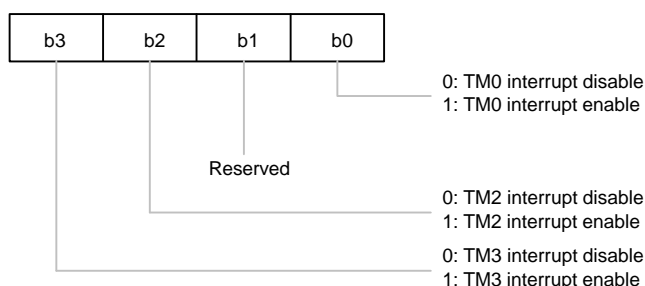 b3 b2 b1 b0
0: TM0 interrupt disable
1: TM0 interrupt enable
Reserved
0: TM2 interrupt disable
1: TM2 interrupt enable
0: TM3 interrupt disable
1: TM3 interrupt enable